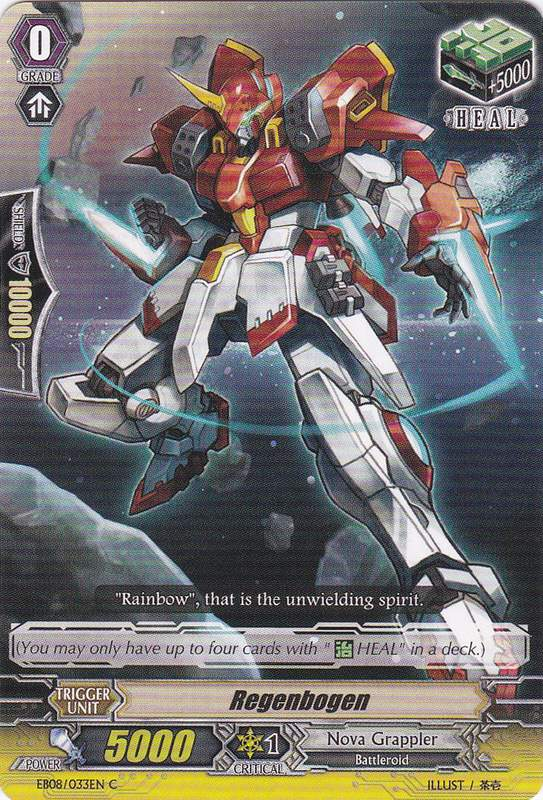 0
GRADE
治
+5000
HEAL
SHIELD
10000
"Rainbow", that is the unwielding spirit.
(You may only have up to four cards with " 治 HEAL" in a deck.)
TRIGGER
UNIT
Regenbogen
POWER
5000
1
CRITICAL
Nova Grappler
Battleroid
EB08/033EN C
ILLUST / 茶壱